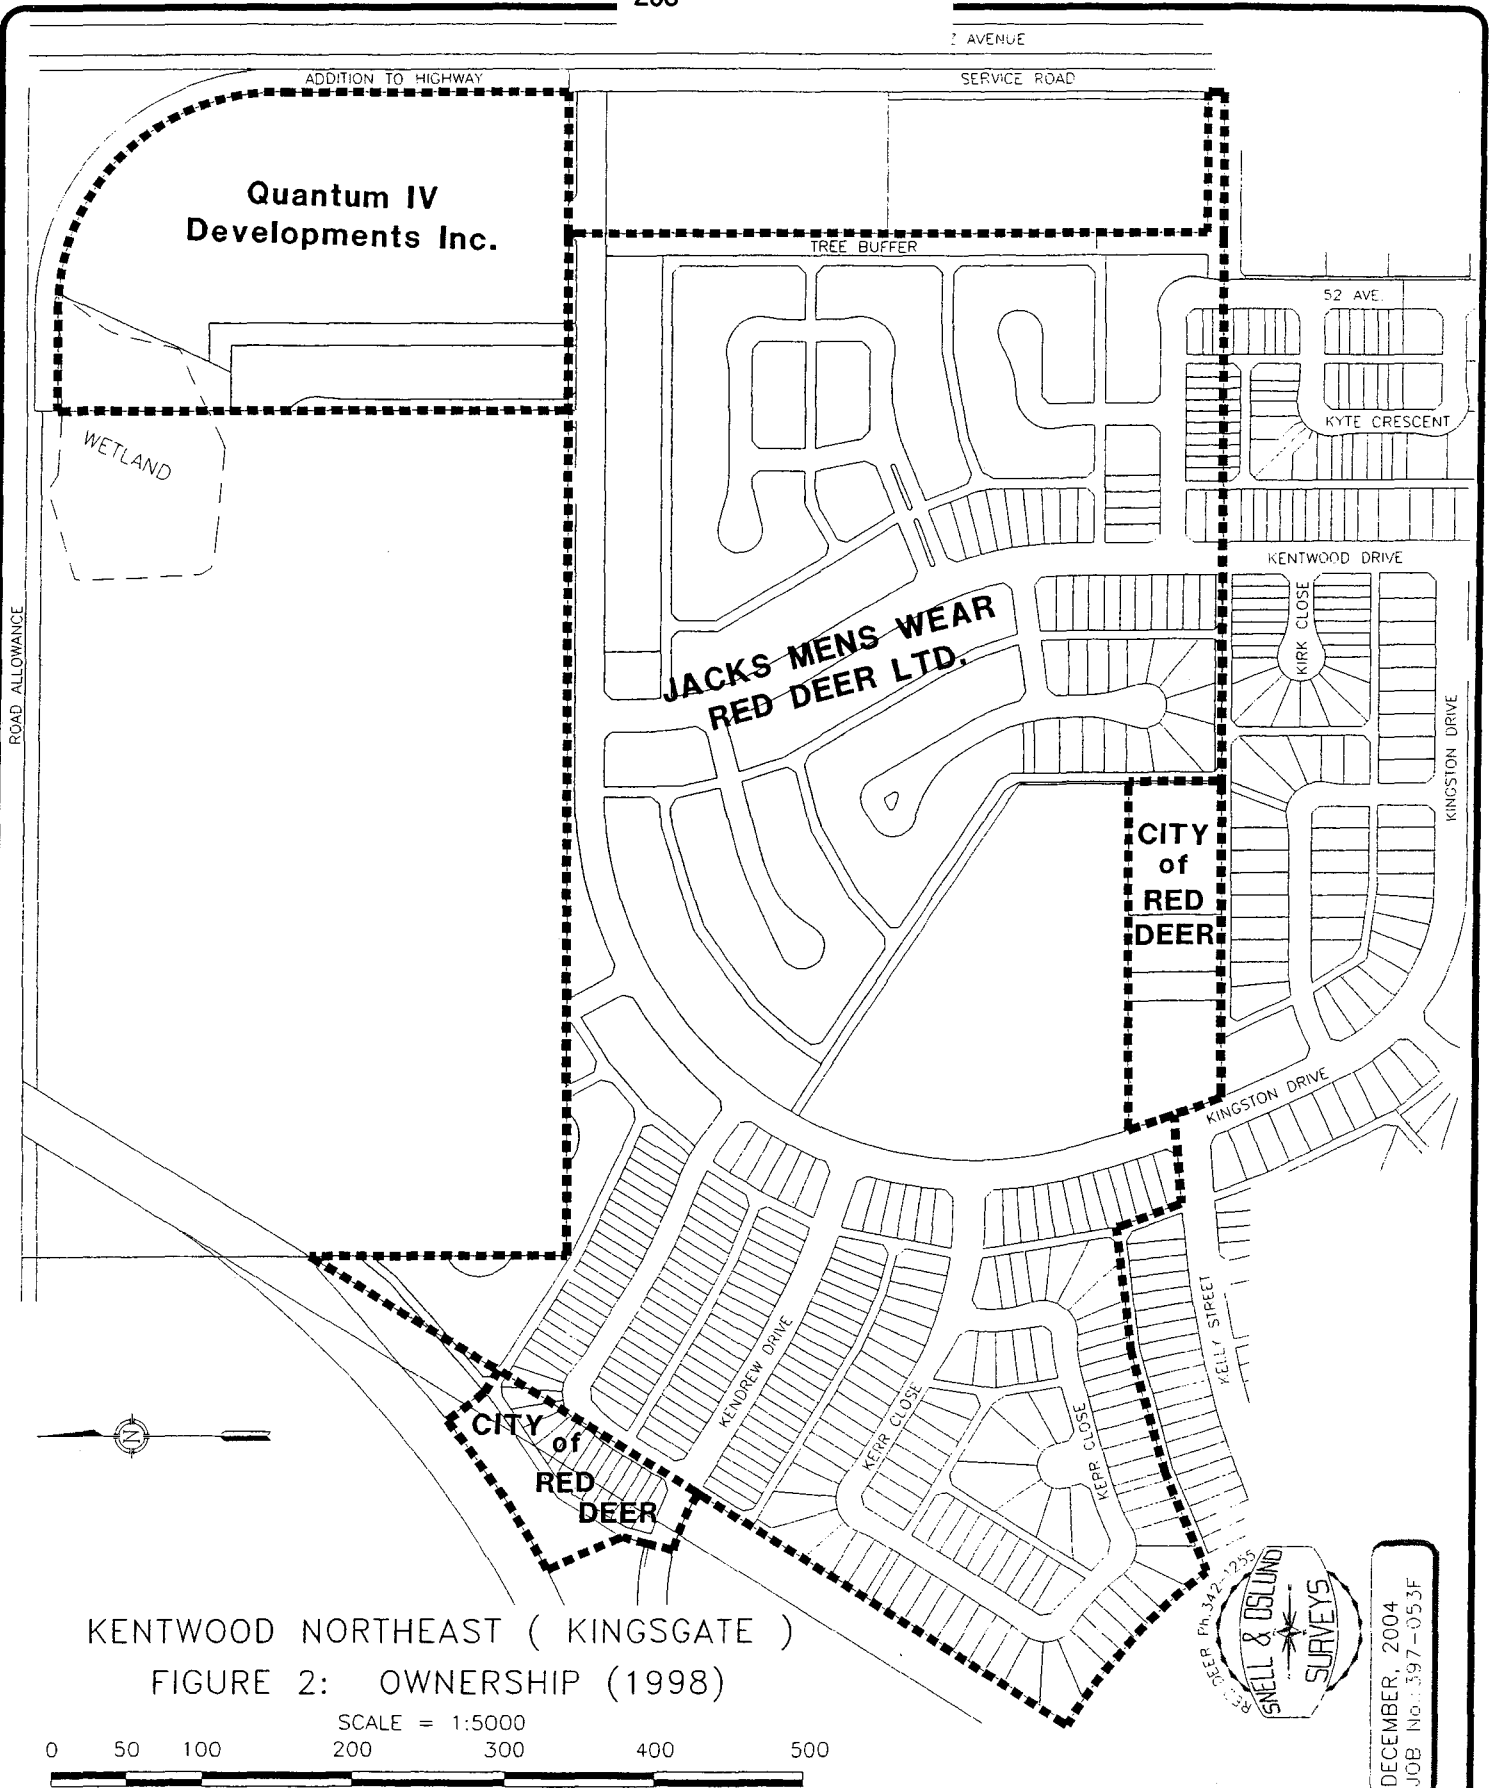 AVENUE
ADDITION TO HIGHWAY
SERVICE ROAD
Quantum IV
Developments Inc.
TREE BUFFER
52 AVE.
KYTE CRESCENT
WETLAND
KENTWOOD DRIVE
KIRK CLOSE
ROAD ALLOWANCE
JACKS MENS WEAR
RED DEER LTD.
KINGSTON DRIVE
CITY
of
RED
DEER
KINGSTON DRIVE
KELLY STREET
KENDREW DRIVE
KERR CLOSE
KERR CLOSE
CITY
of
RED
DEER
N
KENTWOOD NORTHEAST ( KINGSGATE )
FIGURE 2: OWNERSHIP (1998)
SCALE = 1:5000
0 50 100 200 300 400 500
RED DEER Ph. 342-1255
SNELL & OSLUND
SURVEYS
DECEMBER, 2004
JOB No.: 397-053F